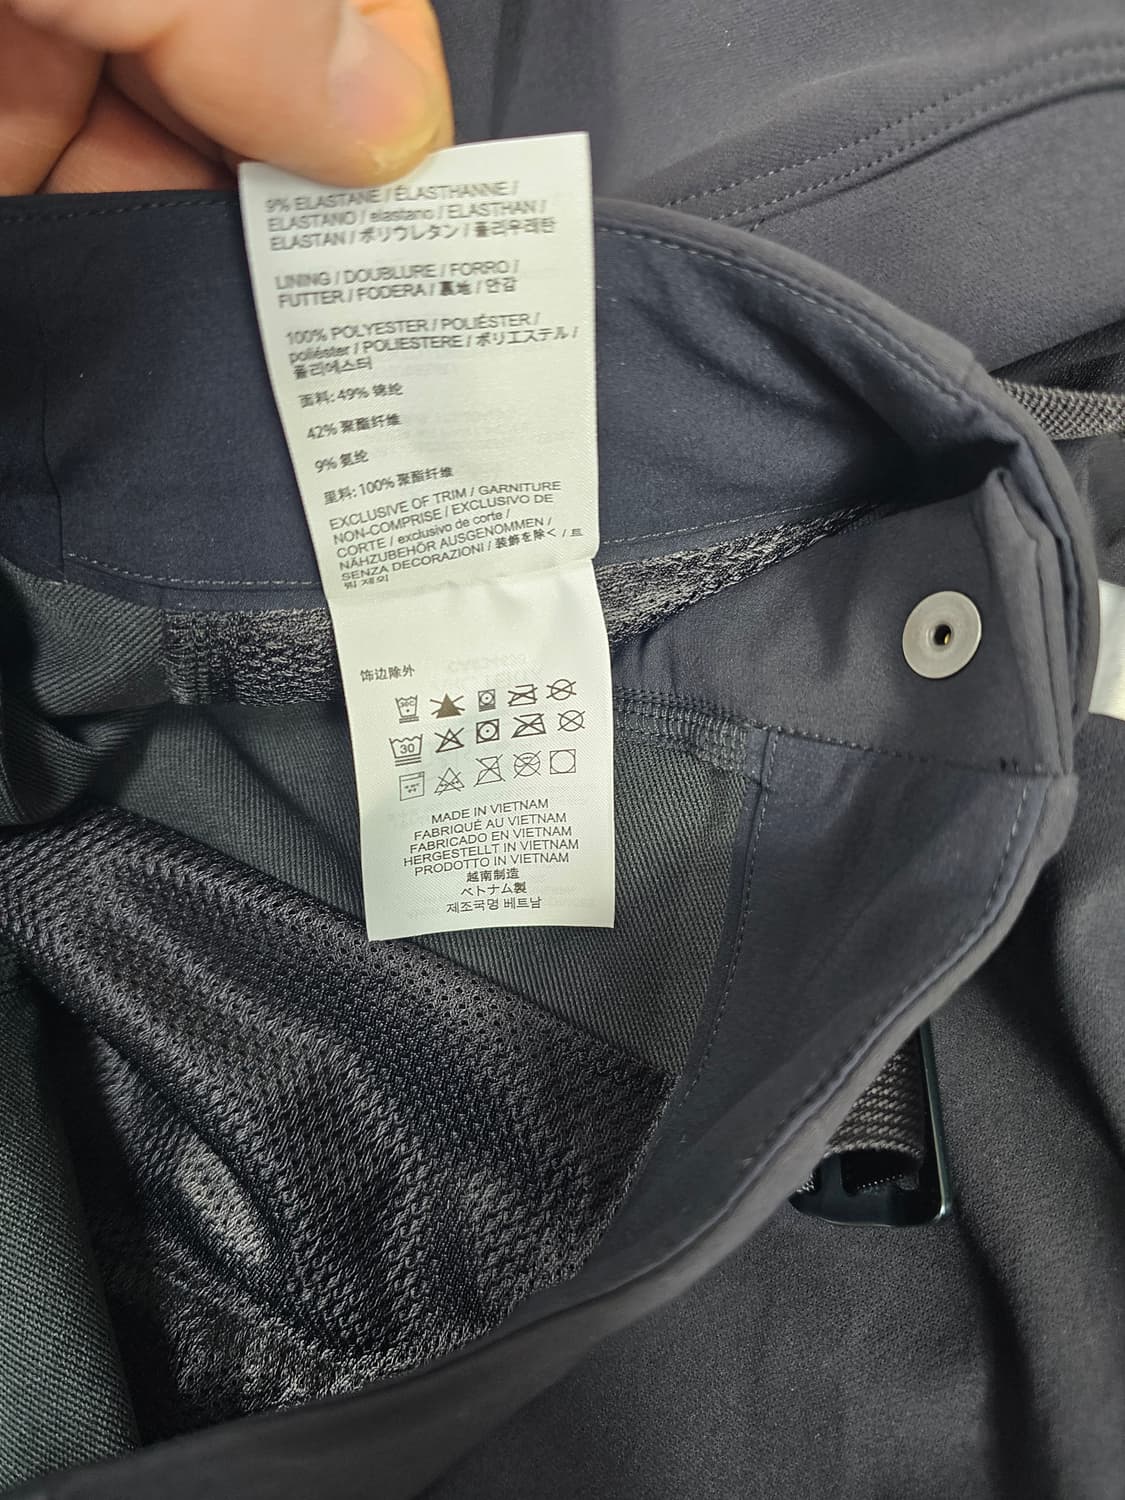 9% ELASTANE / ÉLASTHANNE /
ELASTANO / elastano / ELASTHAN /
ELASTAN / ポリウレタン / 폴리우레탄
LINING / DOUBLURE / FORRO /
FUTTER / FODERA / 裏地 / 안감
100% POLYESTER / POLIÉSTER /
poliéster / POLIESTERE / ポリエステル /
폴리에스터
面料: 49% 锦纶
42% 聚酯纤维
9% 氨纶
里料: 100% 聚酯纤维
EXCLUSIVE OF TRIM / GARNITURE
NON-COMPRISE / EXCLUSIVO DE
CORTE / exclusivo de corte /
NÄHZUBEHÖR AUSGENOMMEN /
SENZA DECORAZIONI / 装飾を除く / 트
림 제외
饰边除外
30
MADE IN VIETNAM
FABRIQUÉ AU VIETNAM
FABRICADO EN VIETNAM
HERGESTELLT IN VIETNAM
PRODOTTO IN VIETNAM
越南制造
ベトナム製
제조국명 베트남